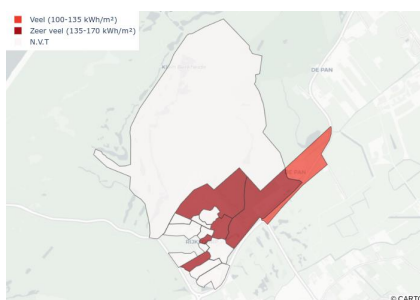 Veel (100-135 kWh/m²)
Zeer veel (135-170 kWh/m²)
N.V.T
DE PAN
© CART